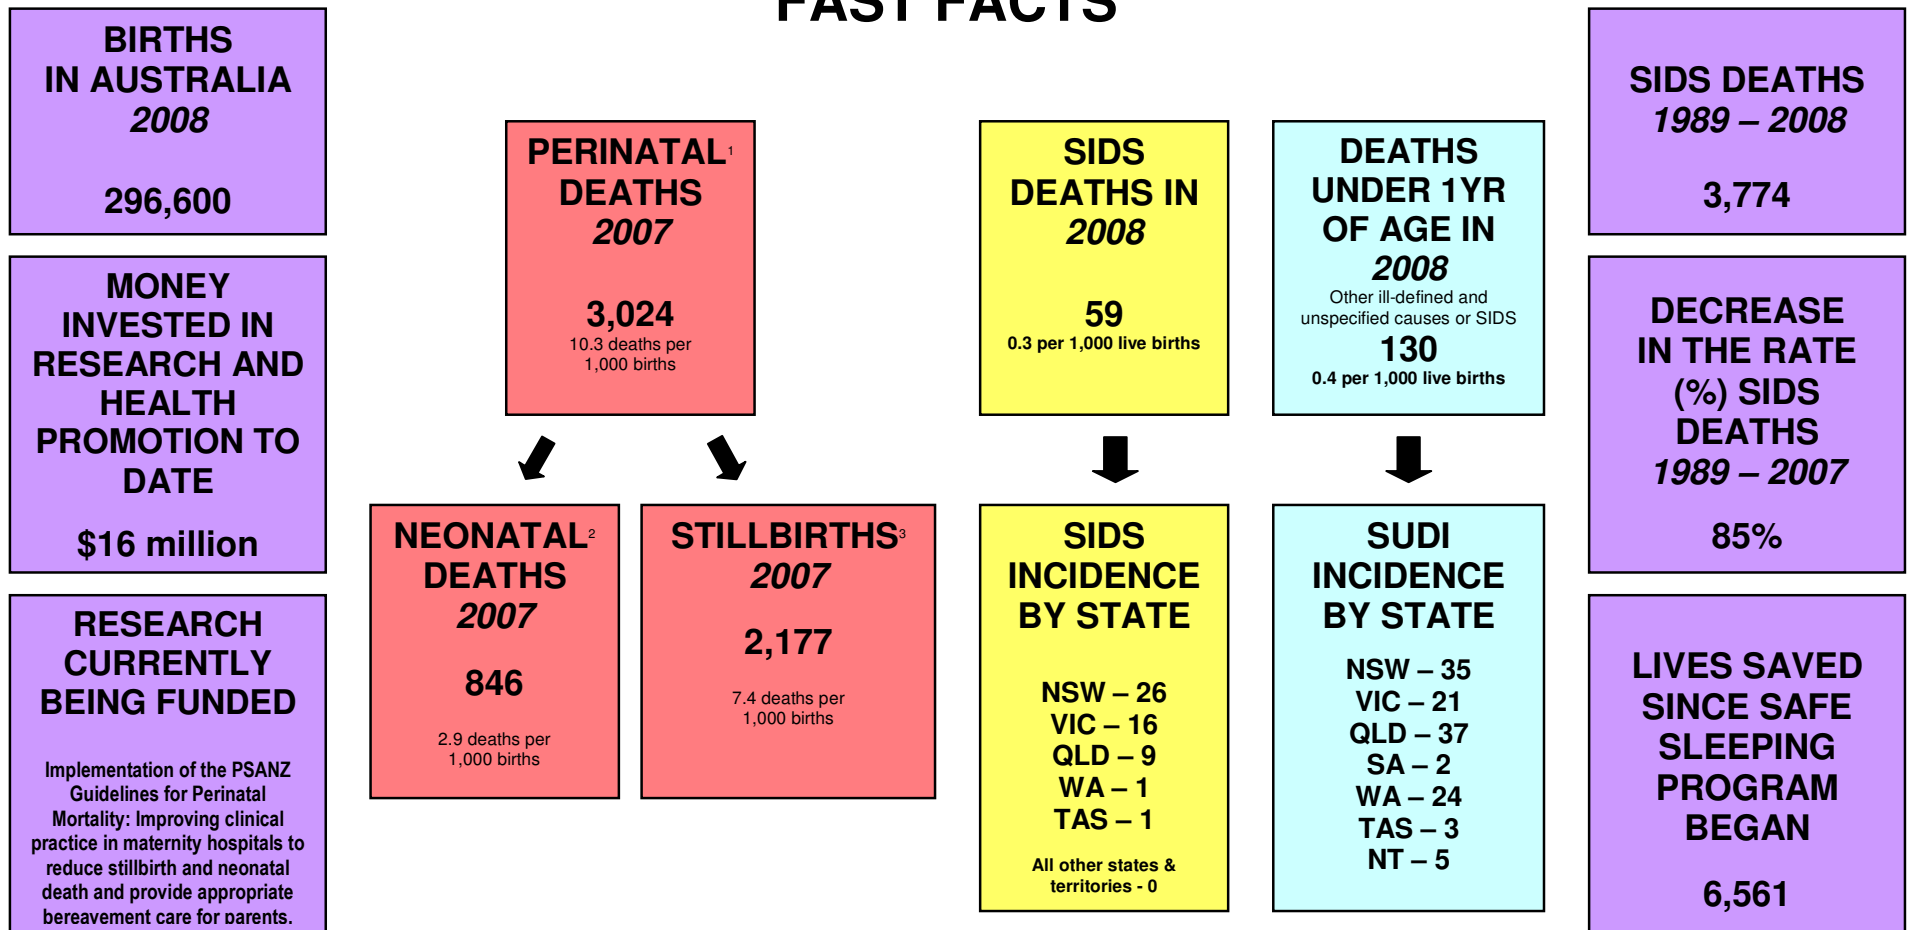 FAST FACTS
BIRTHS
IN AUSTRALIA
2008
296,600
MONEY
INVESTED IN
RESEARCH AND
HEALTH
PROMOTION TO
DATE
$16 million
RESEARCH
CURRENTLY
BEING FUNDED
Implementation of the PSANZ
Guidelines for Perinatal
Mortality: Improving clinical
practice in maternity hospitals to
reduce stillbirth and neonatal
death and provide appropriate
bereavement care for parents.
PERINATAL1
DEATHS
2007
3,024
10.3 deaths per
1,000 births
NEONATAL2
DEATHS
2007
846
2.9 deaths per
1,000 births
STILLBIRTHS3
2007
2,177
7.4 deaths per
1,000 births
SIDS
DEATHS IN
2008
59
0.3 per 1,000 live births
SIDS
INCIDENCE
BY STATE
NSW – 26
VIC – 16
QLD – 9
WA – 1
TAS – 1
All other states &
territories - 0
DEATHS
UNDER 1YR
OF AGE IN
2008
Other ill-defined and
unspecified causes or SIDS
130
0.4 per 1,000 live births
SUDI
INCIDENCE
BY STATE
NSW – 35
VIC – 21
QLD – 37
SA – 2
WA – 24
TAS – 3
NT – 5
SIDS DEATHS
1989 – 2008
3,774
DECREASE
IN THE RATE
(%) SIDS
DEATHS
1989 – 2007
85%
LIVES SAVED
SINCE SAFE
SLEEPING
PROGRAM
BEGAN
6,561